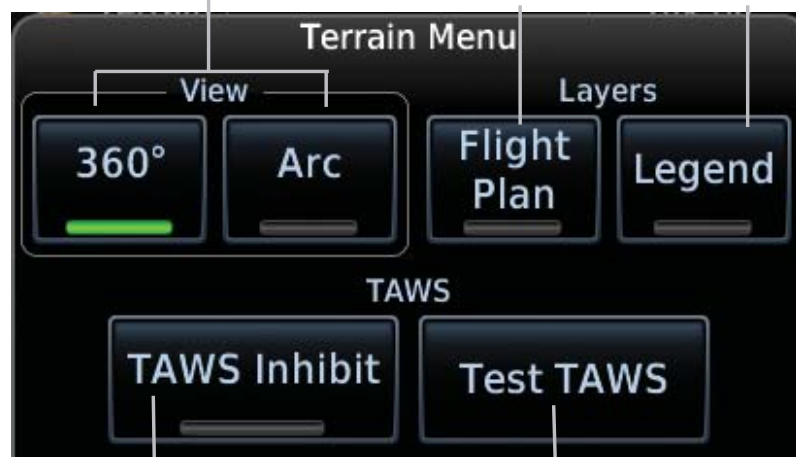 Terrain Menu
View
Layers
360°
Arc
Flight
Plan
Legend
TAWS
TAWS Inhibit
Test TAWS